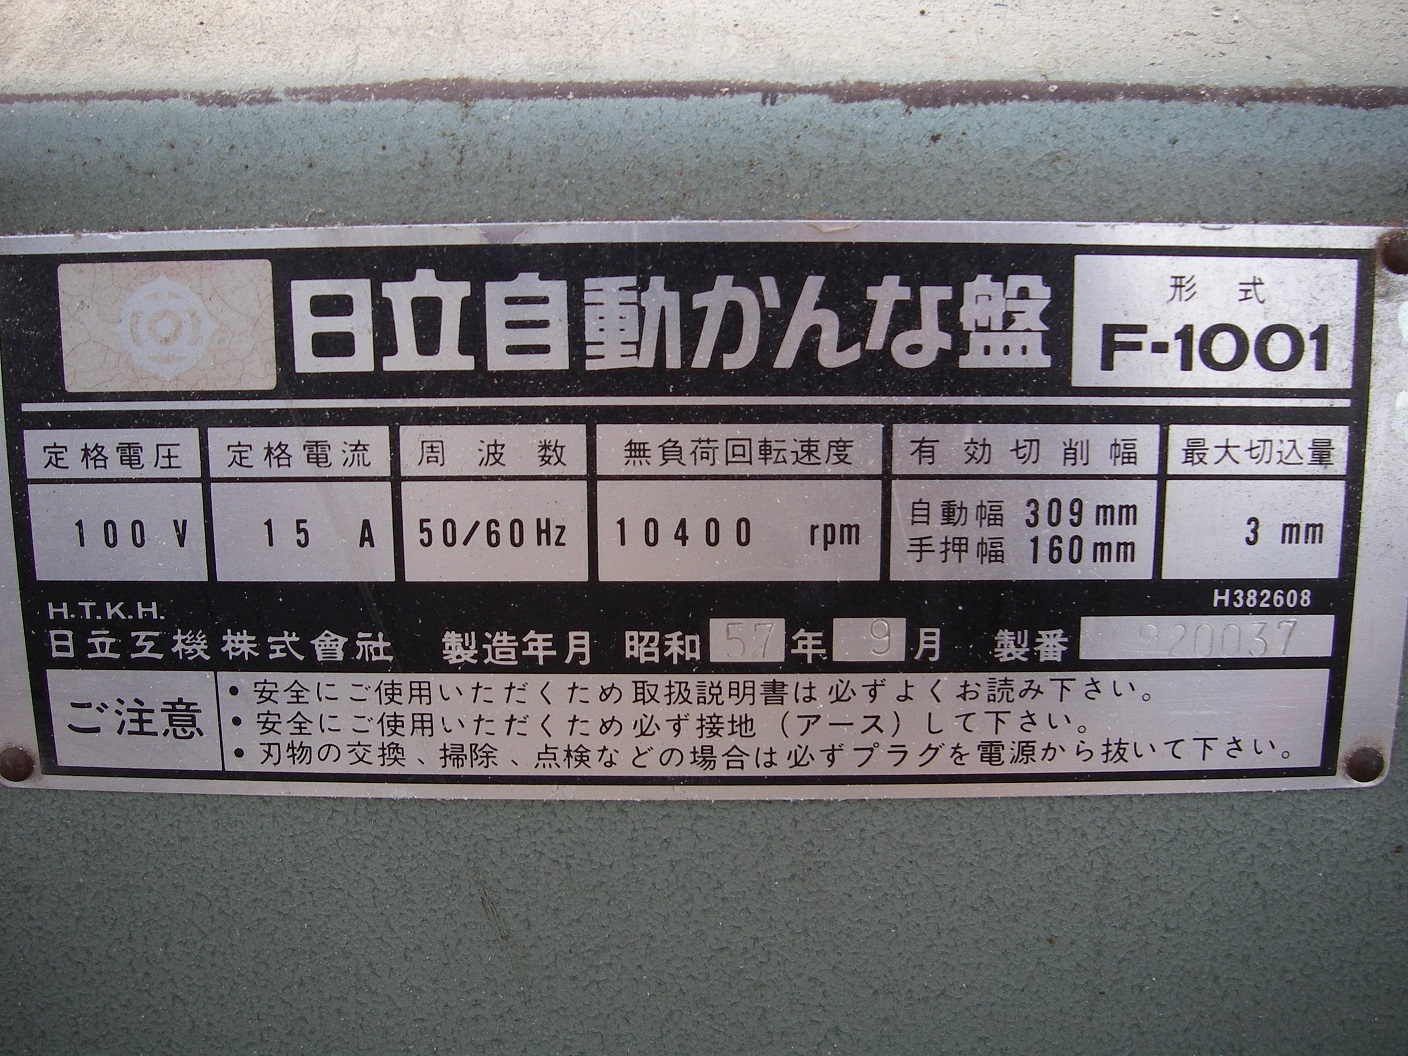 日立自動かんな盤
形式
F-1001
定格電圧 定格電流 周波数 無負荷回転速度 有効切削幅 最大切込量
100 V 15 A 50/60Hz 10400 rpm 自動幅 309mm 手押幅 160mm 3 mm
H.T.K.H.
H382608
日立工機株式會社 製造年月 昭和57年9月 製番 920037
ご注意
・安全にご使用いただくため取扱説明書は必ずよくお読み下さい。
・安全にご使用いただくため必ず接地（アース）して下さい。
・刃物の交換、掃除、点検などの場合は必ずプラグを電源から抜いて下さい。